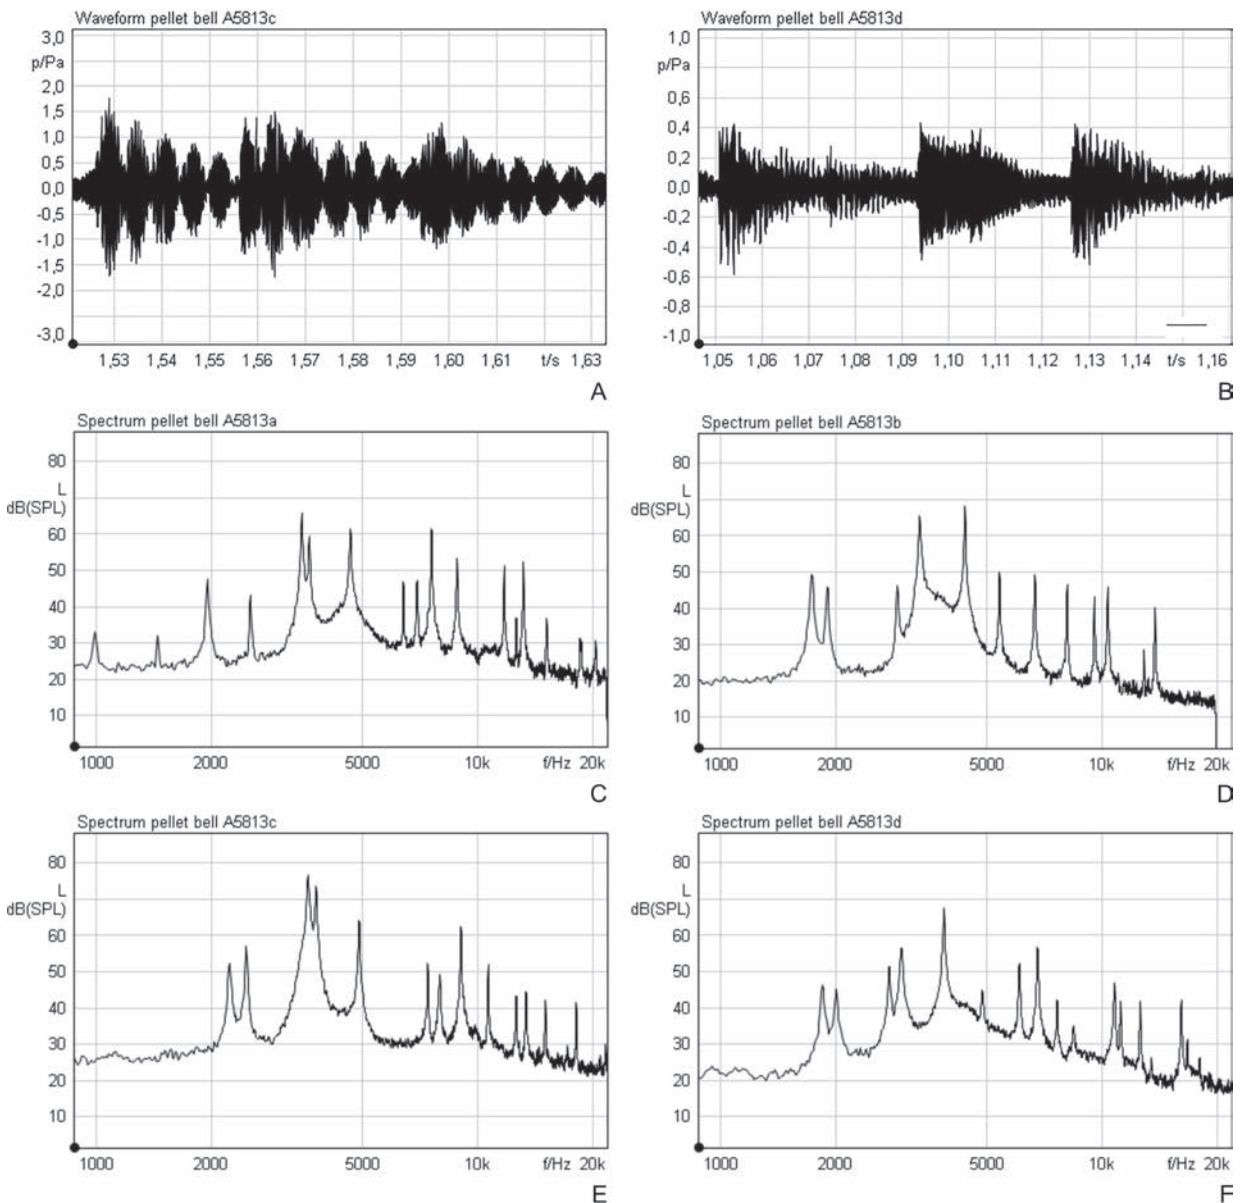 Waveform pellet bell A5813c
3,0
p/Pa
2,0
1,5
1,0
0,5
0,0
-0,5
-1,0
-1,5
-2,0
-3,0
1,53 1,54 1,55 1,56 1,57 1,58 1,59 1,60 1,61 t/s 1,63
A
Waveform pellet bell A5813d
1,0
p/Pa
0,6
0,4
0,2
0,0
-0,2
-0,4
-0,6
-0,8
-1,0
1,05 1,06 1,07 1,08 1,09 1,10 1,11 1,12 1,13 1,14 t/s 1,16
B
Spectrum pellet bell A5813a
80
L
dB(SPL)
60
50
40
30
20
10
1000 2000 5000 10k f/Hz 20k
C
Spectrum pellet bell A5813b
80
L
dB(SPL)
60
50
40
30
20
10
1000 2000 5000 10k f/Hz 20k
D
Spectrum pellet bell A5813c
80
L
dB(SPL)
60
50
40
30
20
10
1000 2000 5000 10k f/Hz 20k
E
Spectrum pellet bell A5813d
80
L
dB(SPL)
60
50
40
30
20
10
1000 2000 5000 10k f/Hz 20k
F